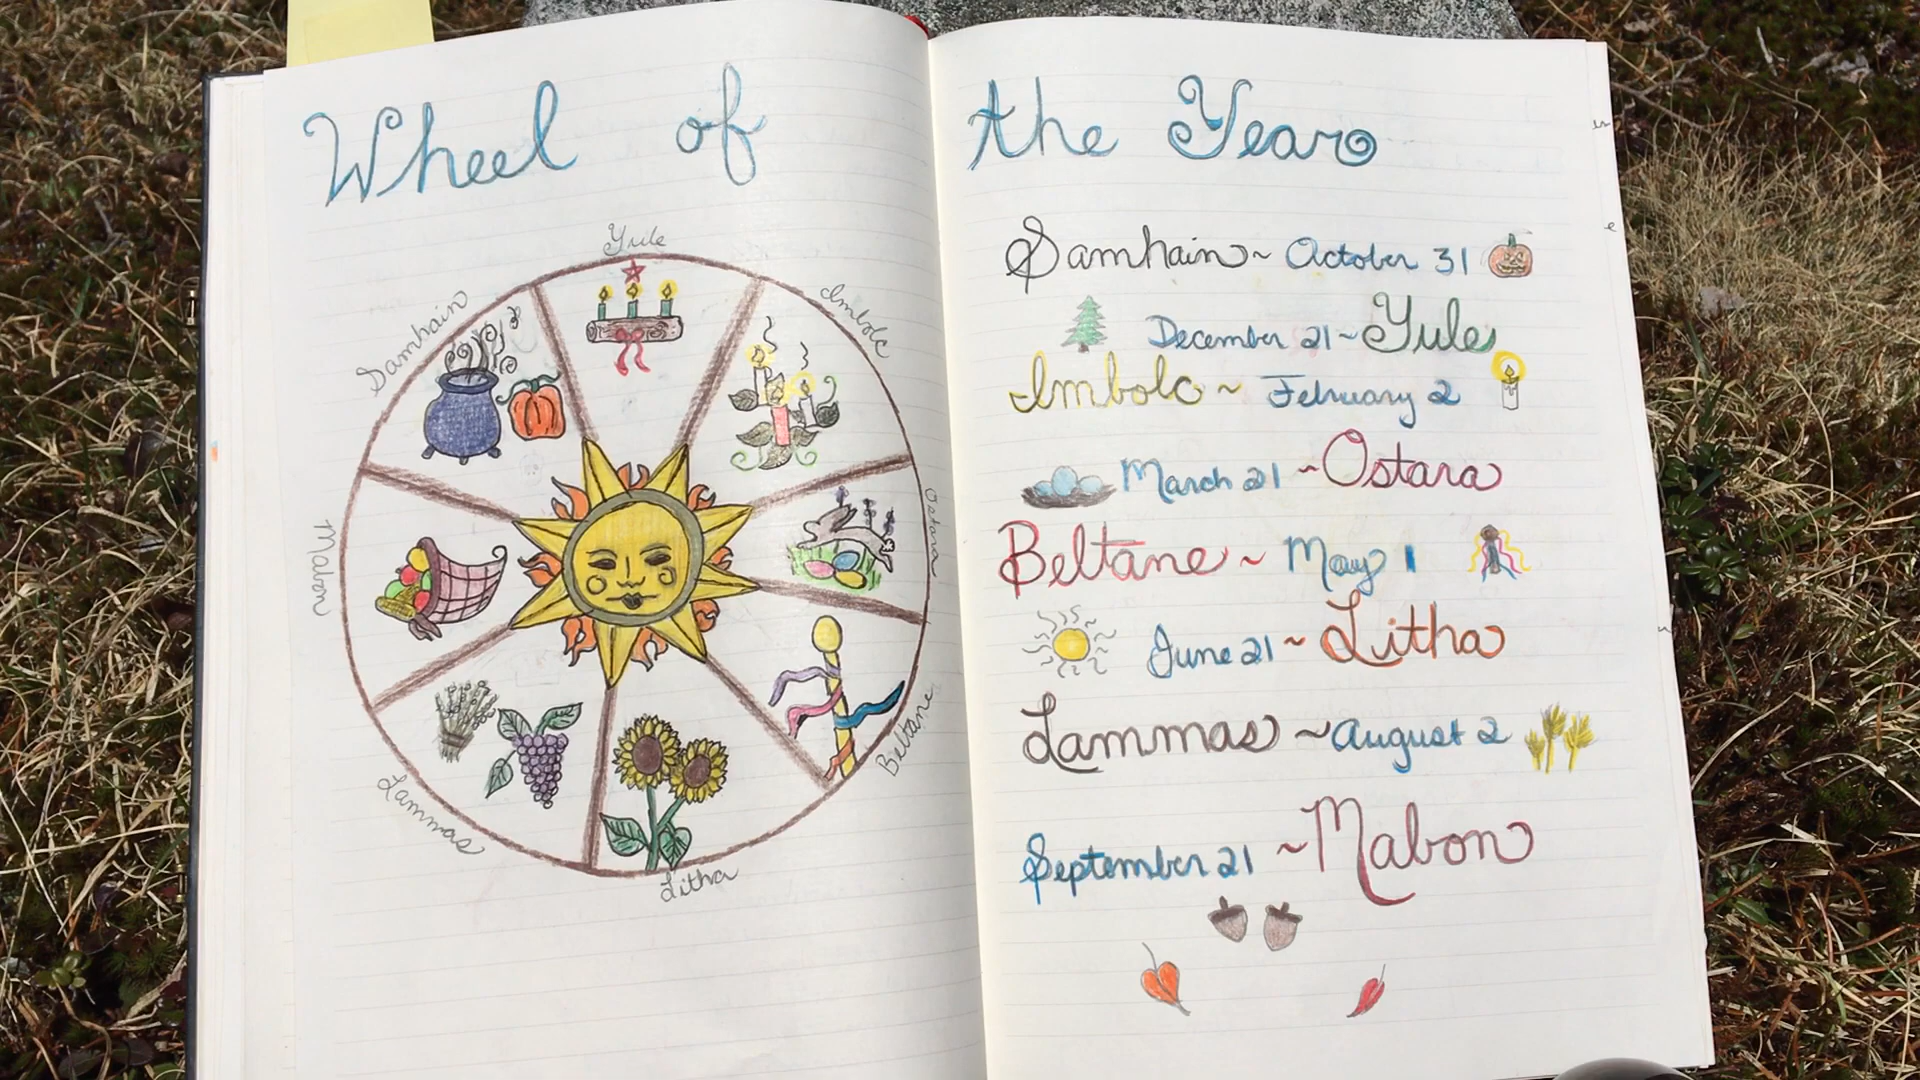 Wheel of the Year
Yule
Imbolc
Ostara
Beltane
Litha
Lammas
Mabon
Samhain
Samhain ~ October 31
December 21 ~ Yule
Imbolc ~ February 2
March 21 ~ Ostara
Beltane ~ May 1
June 21 ~ Litha
Lammas ~ August 2
September 21 ~ Mabon